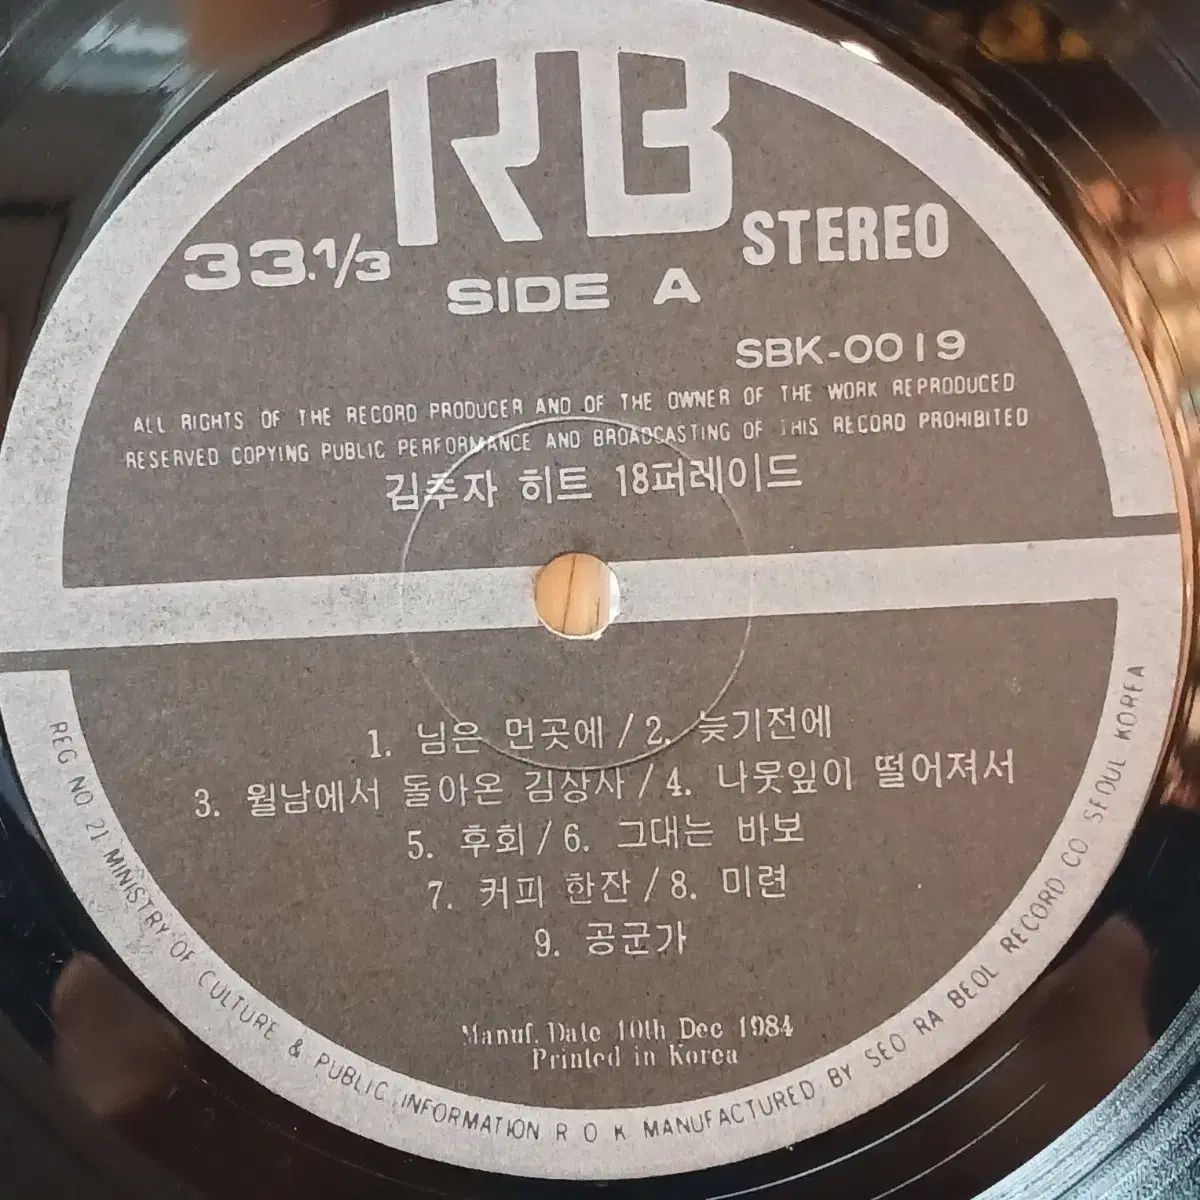 RB
33.1/3
STEREO
SIDE A
SBK-0019
ALL RIGHTS OF THE RECORD PRODUCER AND OF THE OWNER OF THE WORK REPRODUCED
RESERVED COPYING PUBLIC PERFORMANCE AND BROADCASTING OF THIS RECORD PROHIBITED
김추자 히트 18퍼레이드
1. 님은 먼곳에 / 2. 늦기전에
3. 월남에서 돌아온 김상사 / 4. 나뭇잎이 떨어져서
5. 후회 / 6. 그대는 바보
7. 커피 한잔 / 8. 미련
9. 공군가
Manuf. Date 10th Dec 1984
Printed in Korea
REG NO. 21 MINISTRY OF CULTURE & PUBLIC INFORMATION R O K MANUFACTURED BY SEO RA BEOL RECORD CO SEOUL KOREA